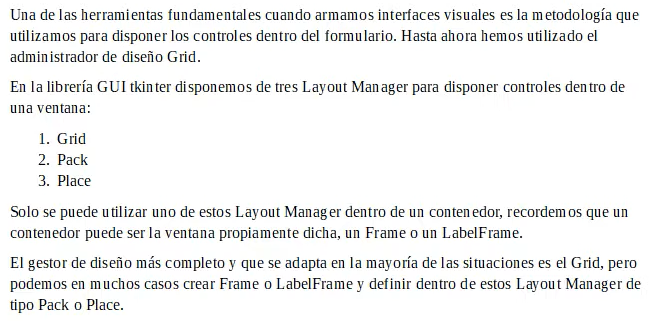 Una de las herramientas fundamentales cuando armamos interfaces visuales es la metodología que
utilizamos para disponer los controles dentro del formulario. Hasta ahora hemos utilizado el
administrador de diseño Grid.
En la librería GUI tkinter disponemos de tres Layout Manager para disponer controles dentro de
una ventana:
1. Grid
2. Pack
3. Place
Solo se puede utilizar uno de estos Layout Manager dentro de un contenedor, recordemos que un
contenedor puede ser la ventana propiamente dicha, un Frame o un LabelFrame.
El gestor de diseño más completo y que se adapta en la mayoría de las situaciones es el Grid, pero
podemos en muchos casos crear Frame o LabelFrame y definir dentro de estos Layout Manager de
tipo Pack o Place.